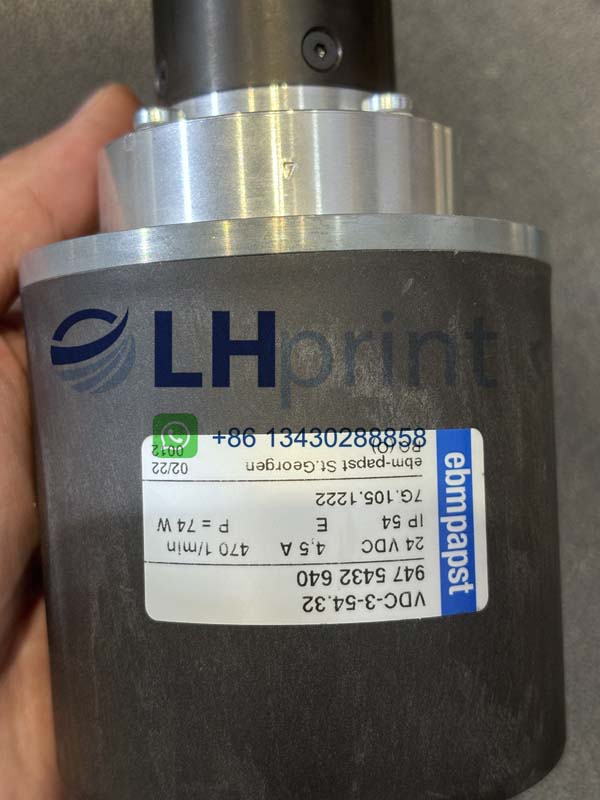 LHprint
+86 13430288858
ebmpapst
VDC-3-54.32
947 5432 640
24 VDC 4,5 A 470 1/min
IP 54 E P = 74 W
7G.105.1222
ebm-papst St.Georgen 02/22
0012